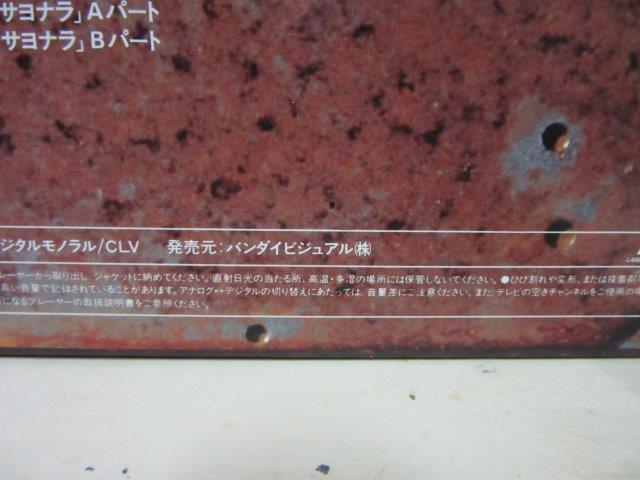 サヨナラ」Aパート
サヨナラ」Bパート
ジタルモノラル/CLV 発売元:バンダイビジュアル㈱
レーヤーから取り出し、ジャケットに納めてください。直射日光の当たる所、高温・多湿の場所には保管しないでください。●ひび割れや変形、または接着剤
高い音量で記録されていることがあります。アナログ↔デジタルの切り替えにあたっては、音量差にご注意ください。また、テレビの空きチャンネルをご使用の場
になるプレーヤーの取扱説明書をご参照ください。